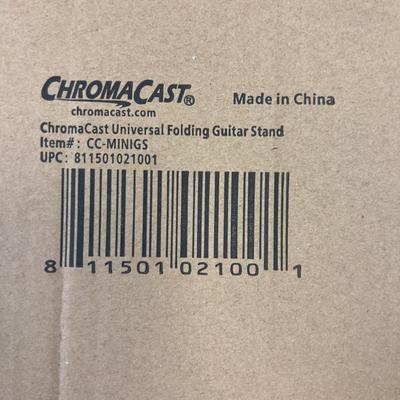 CHROMACAST®
Made in China
chromacast.com
ChromaCast Universal Folding Guitar Stand
Item#: CC-MINIGS
UPC: 811501021001
8 11501 02100 1